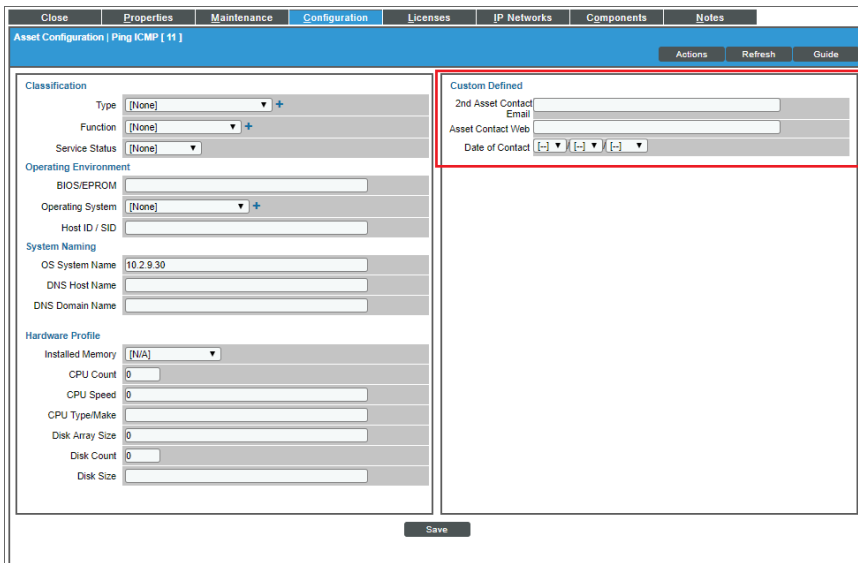 Close Properties Maintenance Configuration Licenses IP Networks Components Notes
Asset Configuration | Ping ICMP [ 11 ]
Actions Refresh Guide
Classification
Type [None]
Function [None]
Service Status [None]
Operating Environment
BIOS/EPROM
Operating System [None]
Host ID / SID
System Naming
OS System Name 10.2.9.30
DNS Host Name
DNS Domain Name
Hardware Profile
Installed Memory [N/A]
CPU Count 0
CPU Speed 0
CPU Type/Make
Disk Array Size 0
Disk Count 0
Disk Size
Custom Defined
2nd Asset Contact
Email
Asset Contact Web
Date of Contact [--] / [--] / [--]
Save